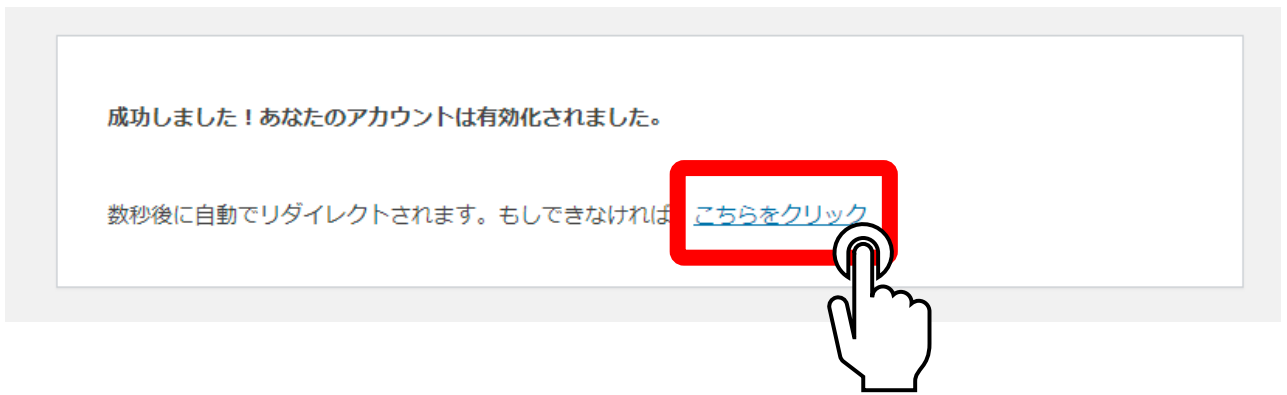 成功しました！あなたのアカウントは有効化されました。
数秒後に自動でリダイレクトされます。もしできなければ こちらをクリック